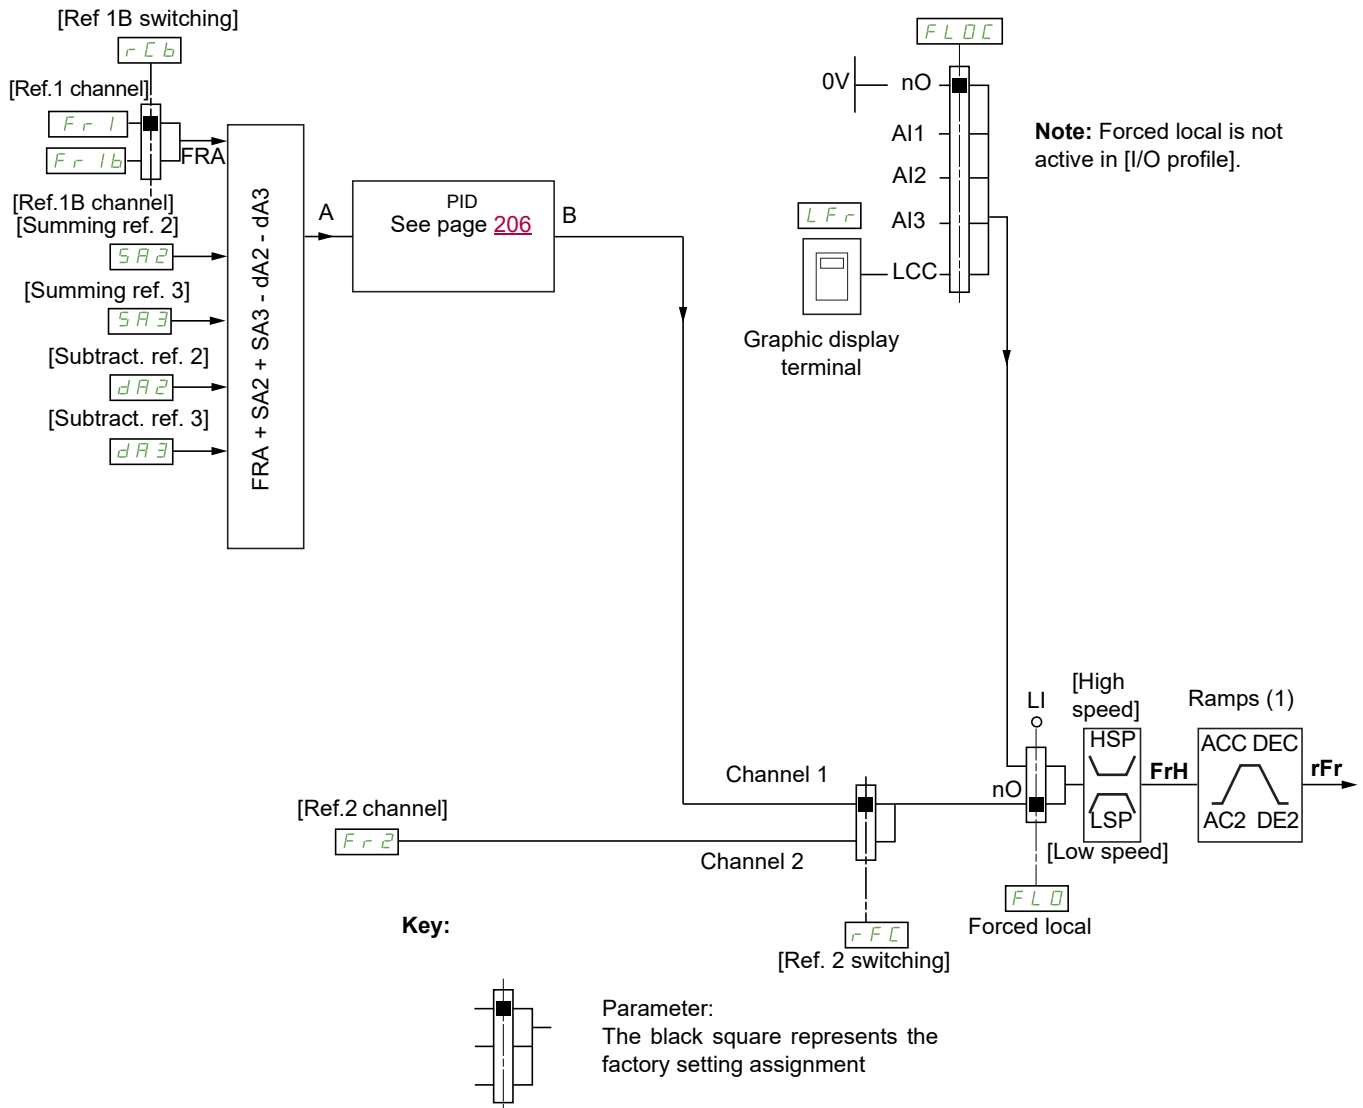 [Ref 1B switching]
rCb
[Ref.1 channel]
Fr1
Fr1b
FRA
[Ref.1B channel]
[Summing ref. 2]
SA2
[Summing ref. 3]
SA3
[Subtract. ref. 2]
dA2
[Subtract. ref. 3]
dA3
FRA + SA2 + SA3 - dA2 - dA3
A
PID
See page 206
B
FLOC
0V
nO
AI1
AI2
AI3
LCC
LFr
Graphic display
terminal
Note: Forced local is not
active in [I/O profile].
[Ref.2 channel]
Fr2
Channel 1
Channel 2
rFC
[Ref. 2 switching]
LI
nO
FLO
Forced local
[High
speed]
HSP
LSP
[Low speed]
FrH
Ramps (1)
ACC DEC
AC2 DE2
rFr
Key:
Parameter:
The black square represents the
factory setting assignment